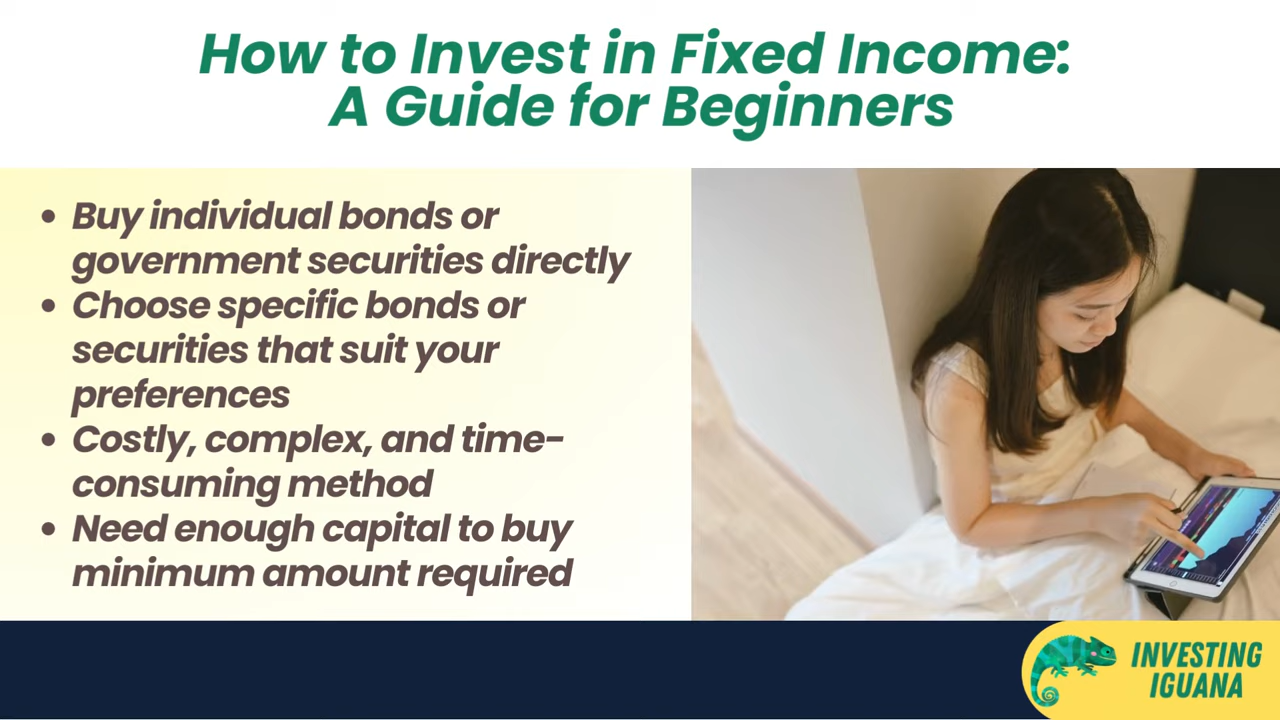 How to Invest in Fixed Income:
A Guide for Beginners
• Buy individual bonds or
government securities directly
• Choose specific bonds or
securities that suit your
preferences
• Costly, complex, and time-
consuming method
• Need enough capital to buy
minimum amount required
INVESTING
IGUANA